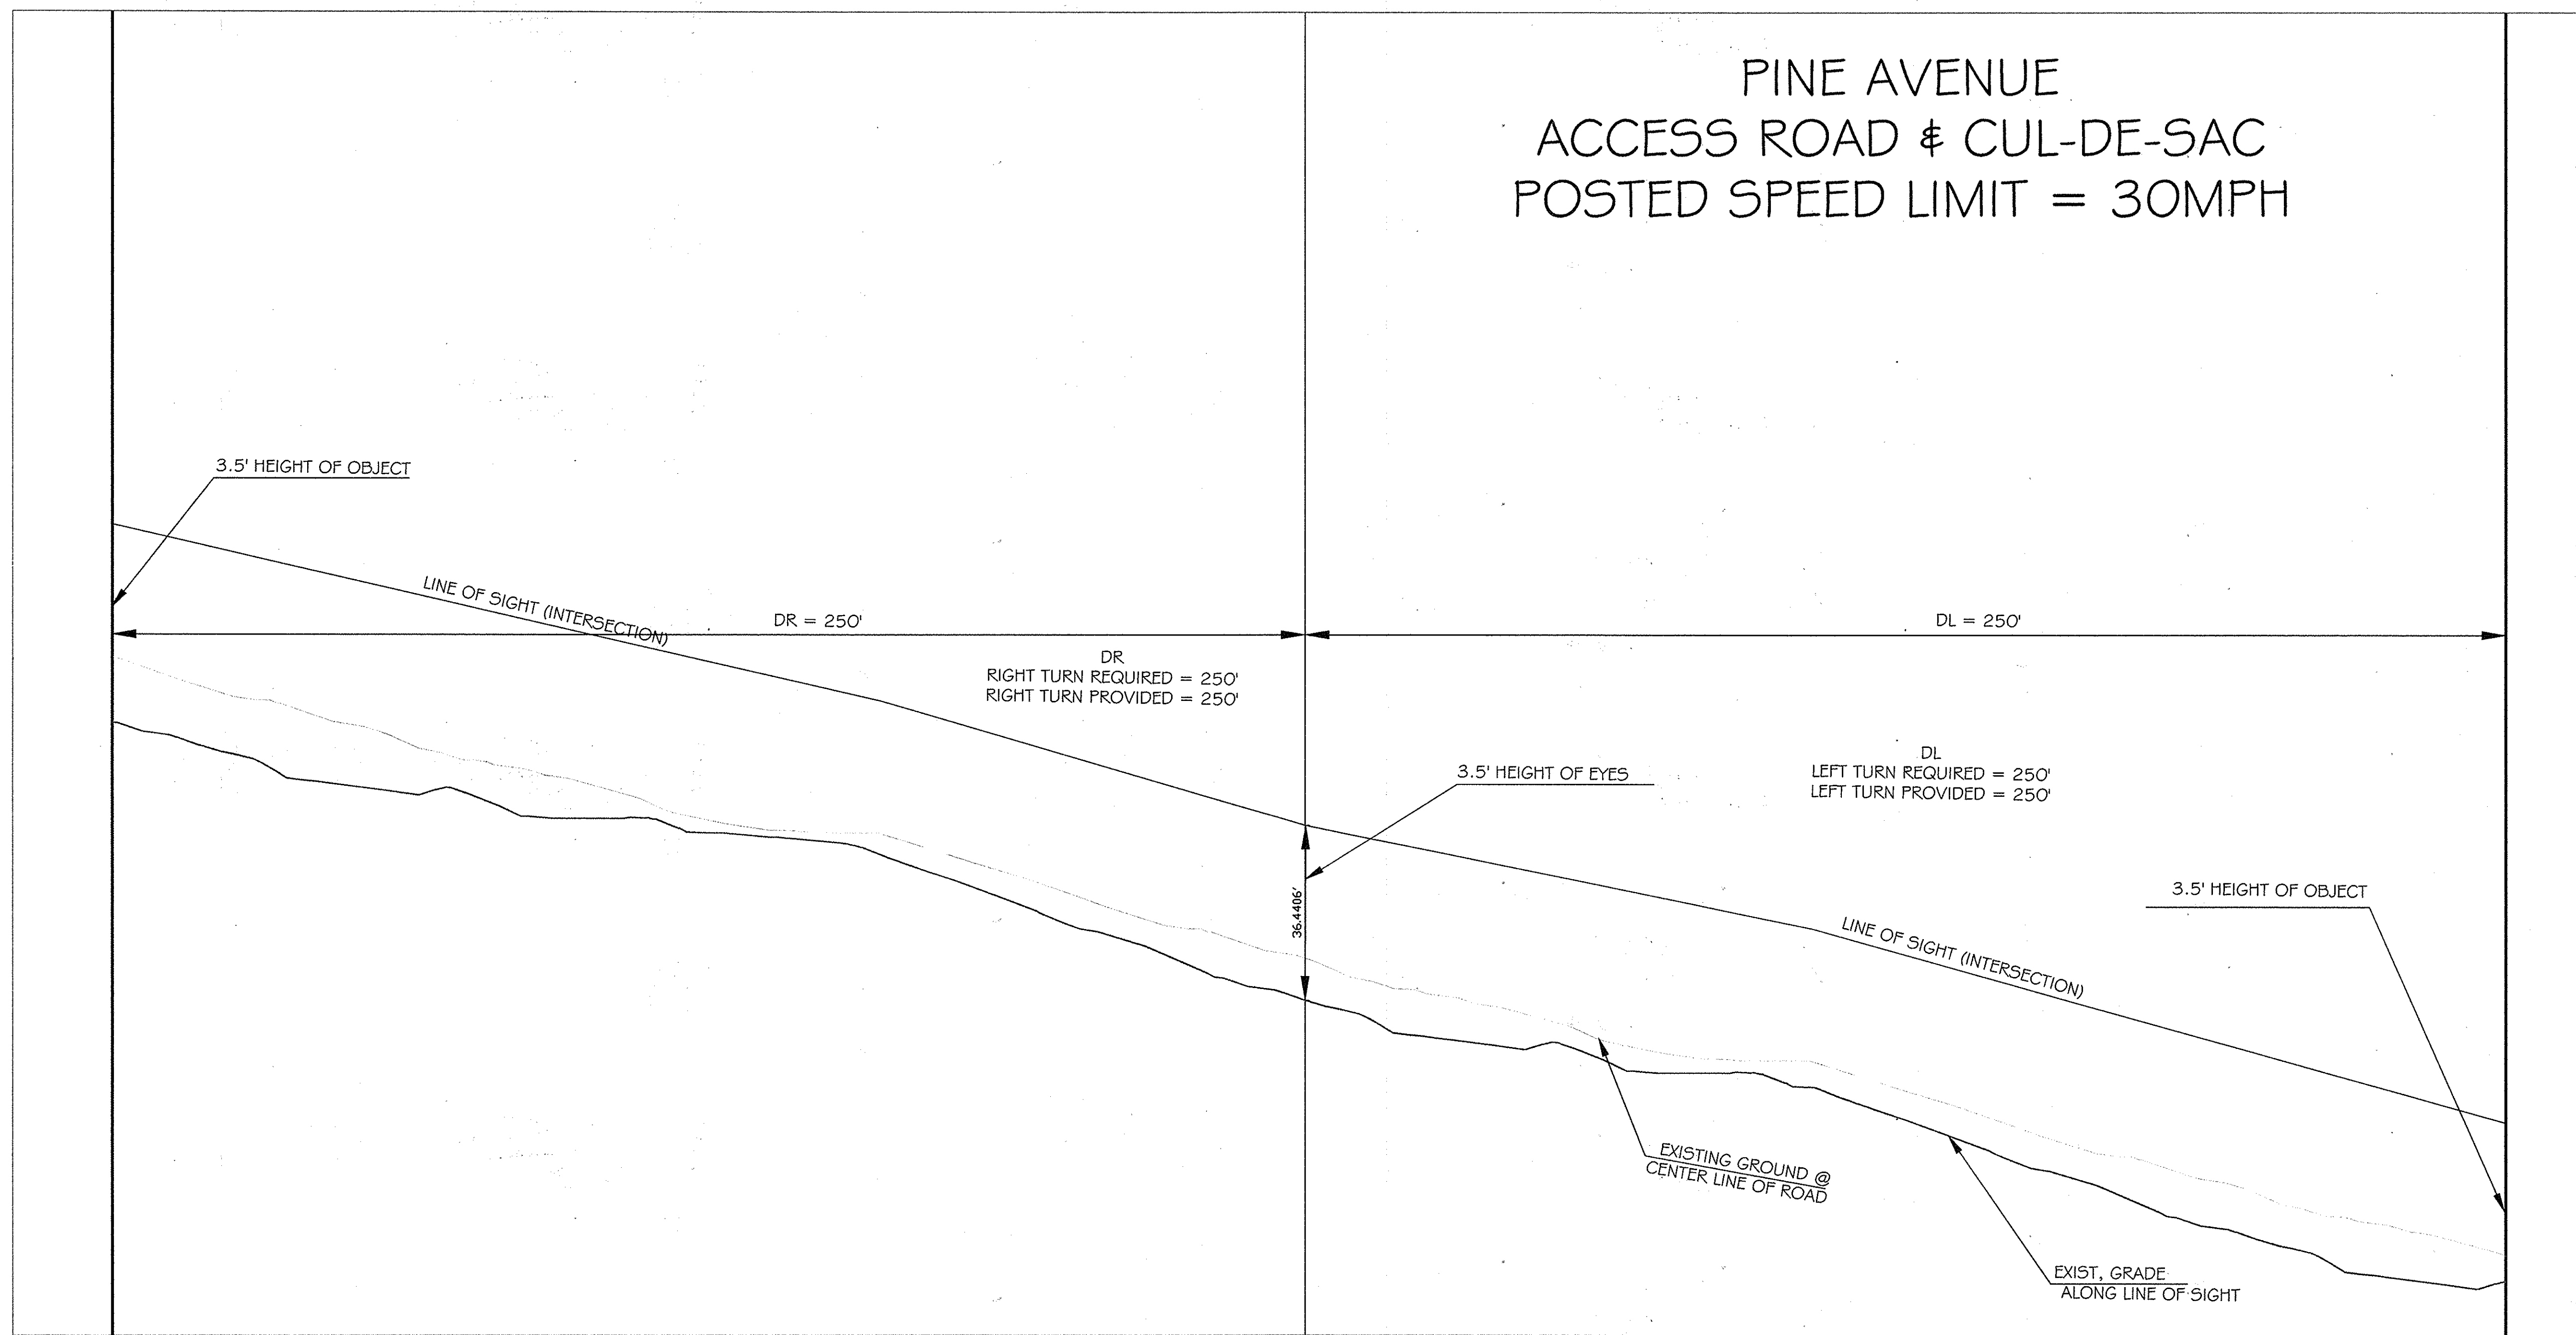 PINE AVENUE
ACCESS ROAD & CUL-DE-SAC
POSTED SPEED LIMIT = 30MPH
3.5' HEIGHT OF OBJECT
LINE OF SIGHT (INTERSECTION)
DR = 250'
DL = 250'
DR
RIGHT TURN REQUIRED = 250'
RIGHT TURN PROVIDED = 250'
3.5' HEIGHT OF EYES
DL
LEFT TURN REQUIRED = 250'
LEFT TURN PROVIDED = 250'
36.4406'
3.5' HEIGHT OF OBJECT
LINE OF SIGHT (INTERSECTION)
EXISTING GROUND @
CENTER LINE OF ROAD
EXIST, GRADE
ALONG LINE OF SIGHT